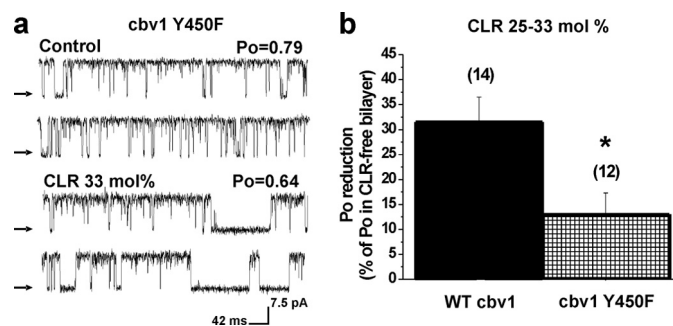 a
cbv1 Y450F
Control Po=0.79
CLR 33 mol% Po=0.64
7.5 pA
42 ms
b
CLR 25-33 mol %
Po reduction
(% of Po in CLR-free bilayer)
45
40
35
30
25
20
15
10
5
0
(14)
*
(12)
WT cbv1 cbv1 Y450F